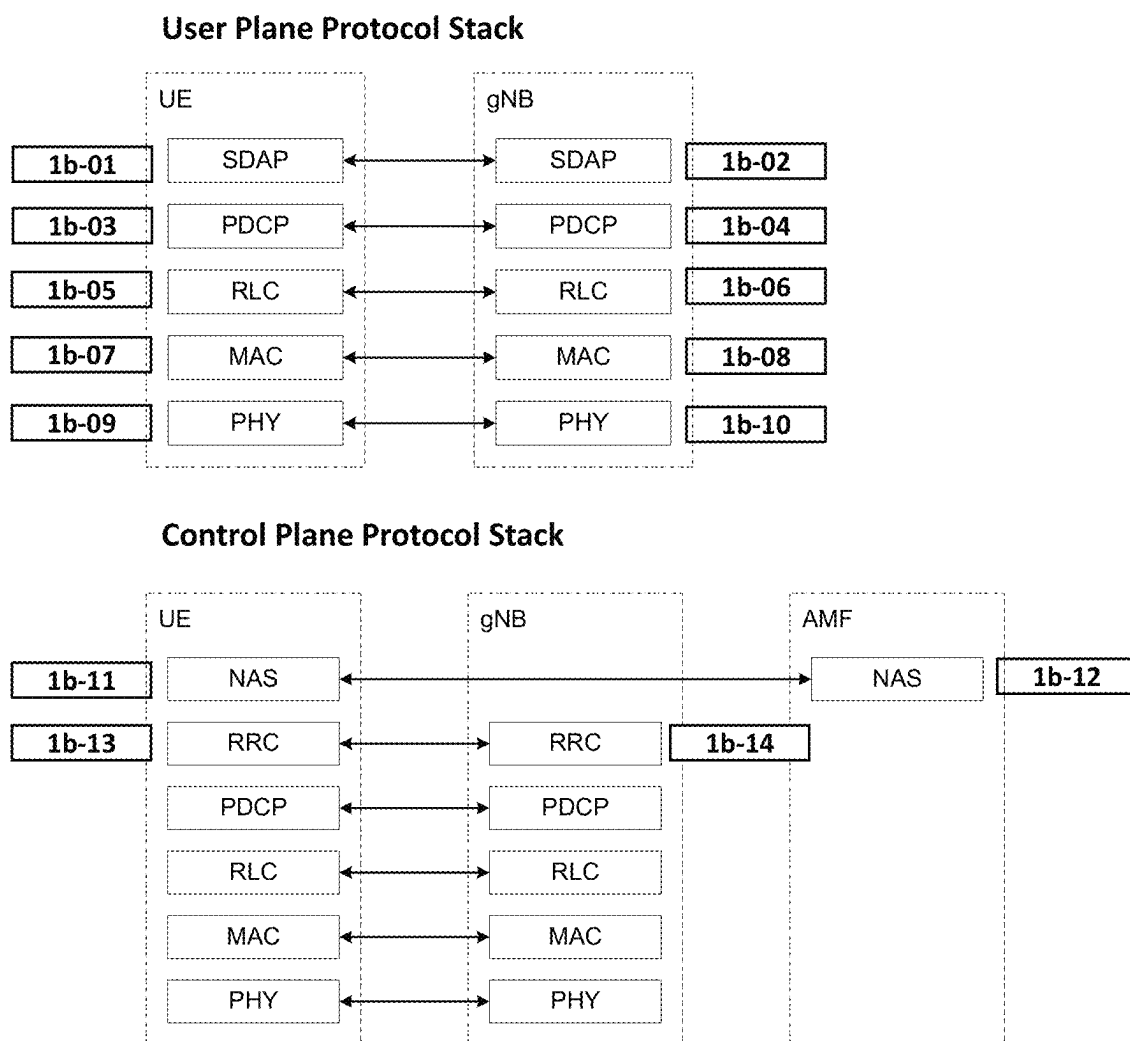 User Plane Protocol Stack
UE gNB
1b-01 SDAP SDAP 1b-02
1b-03 PDCP PDCP 1b-04
1b-05 RLC RLC 1b-06
1b-07 MAC MAC 1b-08
1b-09 PHY PHY 1b-10
Control Plane Protocol Stack
UE gNB AMF
1b-11 NAS NAS 1b-12
1b-13 RRC RRC 1b-14
PDCP PDCP
RLC RLC
MAC MAC
PHY PHY